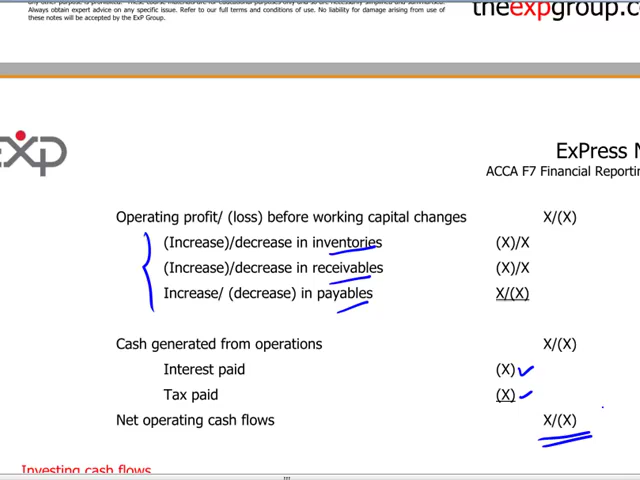 Always obtain expert advice on any specific issue. Refer to our full terms and conditions of use. No liability for damage arising from use of
these notes will be accepted by the ExP Group.
theexpgroup.co
exp
ExPress N
ACCA F7 Financial Reportin
Operating profit/ (loss) before working capital changes X/(X)
(Increase)/decrease in inventories (X)/X
(Increase)/decrease in receivables (X)/X
Increase/ (decrease) in payables X/(X)
Cash generated from operations X/(X)
Interest paid (X)
Tax paid (X)
Net operating cash flows X/(X)
Investing cash flows